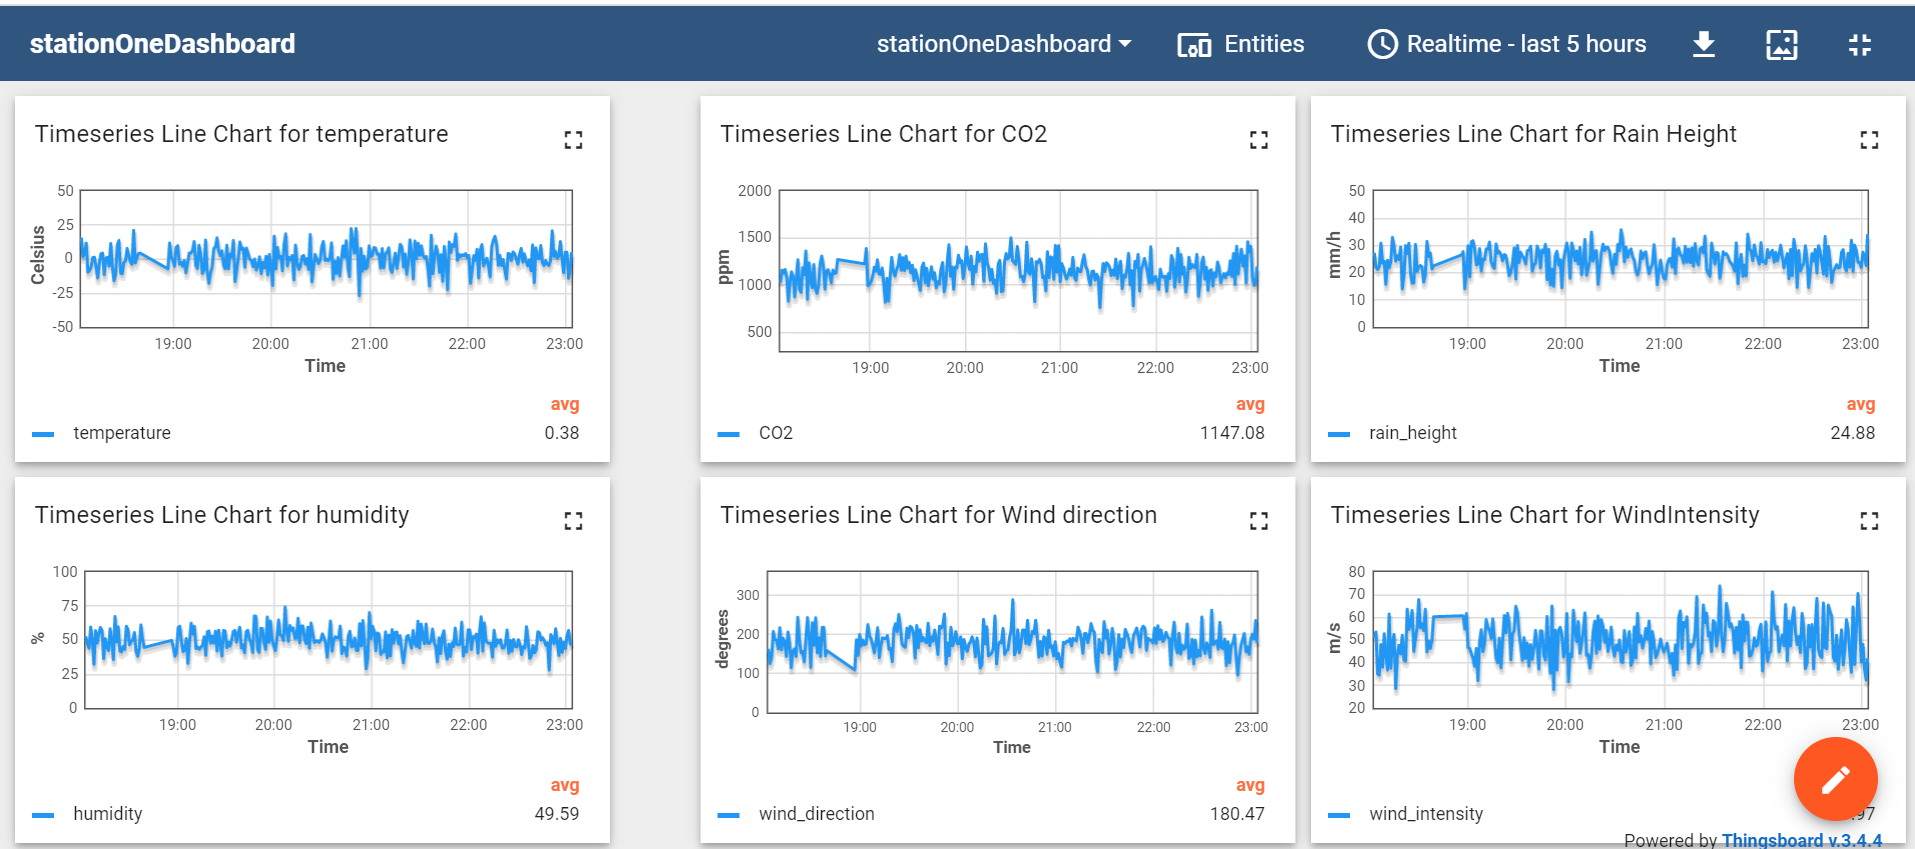 stationOneDashboard
stationOneDashboard Entities Realtime - last 5 hours
Timeseries Line Chart for temperature
50
25
0
-25
-50
Celsius
19:00 20:00 21:00 22:00 23:00
Time
avg
temperature 0.38
Timeseries Line Chart for CO2
2000
1500
1000
500
ppm
19:00 20:00 21:00 22:00 23:00
avg
CO2 1147.08
Timeseries Line Chart for Rain Height
50
40
30
20
10
0
mm/h
19:00 20:00 21:00 22:00 23:00
Time
avg
rain_height 24.88
Timeseries Line Chart for humidity
100
75
50
25
0
%
19:00 20:00 21:00 22:00 23:00
Time
avg
humidity 49.59
Timeseries Line Chart for Wind direction
300
200
100
0
degrees
19:00 20:00 21:00 22:00 23:00
Time
avg
wind_direction 180.47
Timeseries Line Chart for WindIntensity
80
70
60
50
40
30
20
m/s
19:00 20:00 21:00 22:00 23:00
Time
wind_intensity .97
Powered by Thingsboard v.3.4.4